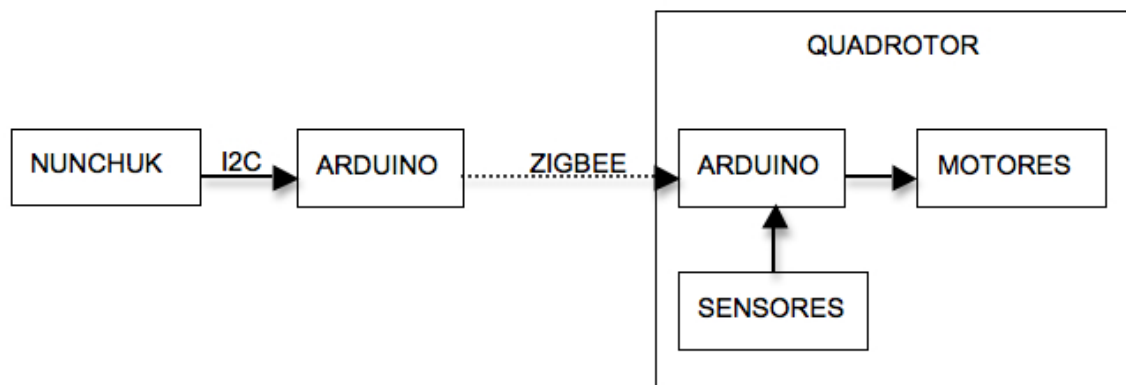 QUADROTOR
NUNCHUK
I2C
ARDUINO
ZIGBEE
ARDUINO
MOTORES
SENSORES